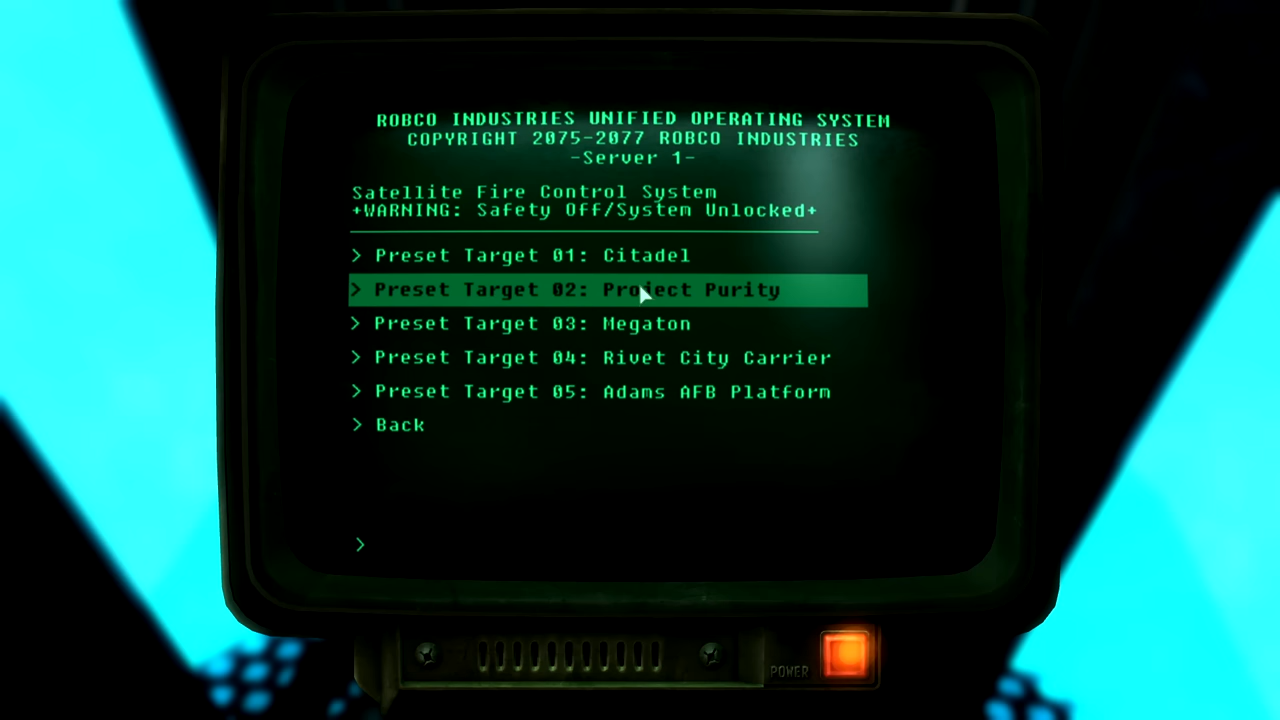 ROBCO INDUSTRIES UNIFIED OPERATING SYSTEM
COPYRIGHT 2075-2077 ROBCO INDUSTRIES
-Server 1-
Satellite Fire Control System
+WARNING: Safety Off/System Unlocked+
> Preset Target 01: Citadel
> Preset Target 02: Project Purity
> Preset Target 03: Megaton
> Preset Target 04: Rivet City Carrier
> Preset Target 05: Adams AFB Platform
> Back
>
POWER